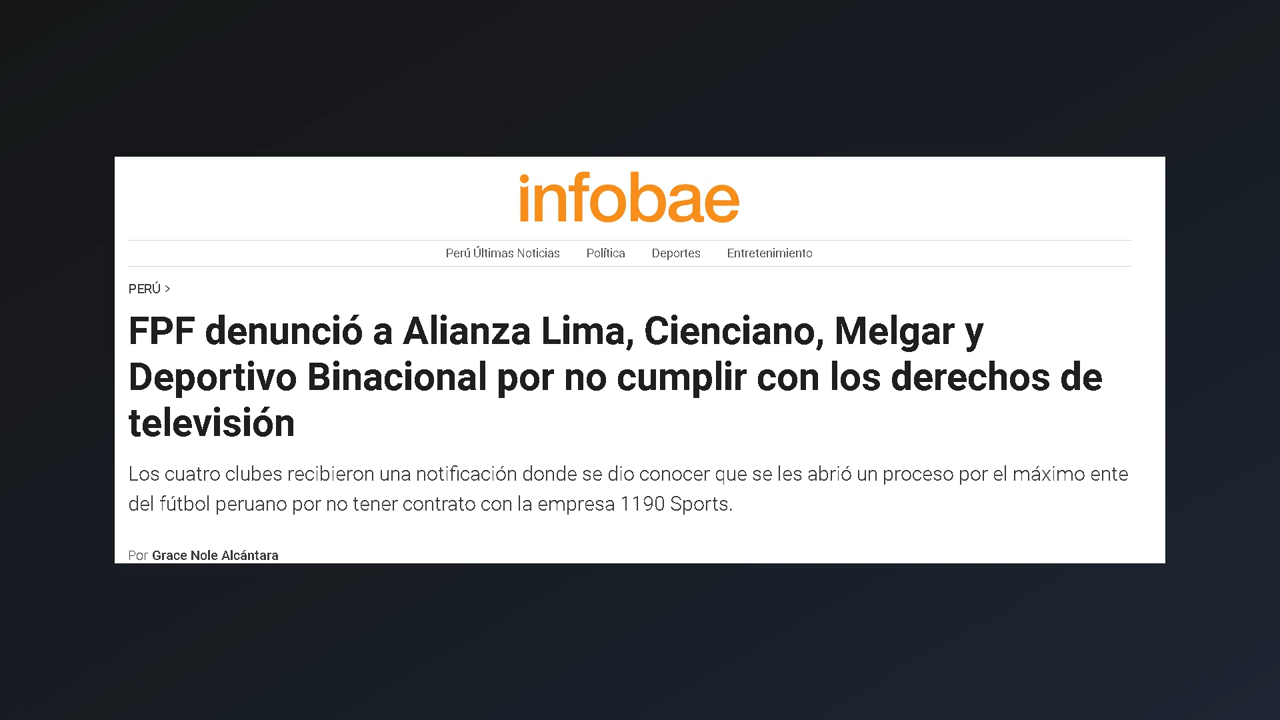 infobae
Perú Últimas Noticias Política Deportes Entretenimiento
PERÚ >
FPF denunció a Alianza Lima, Cienciano, Melgar y
Deportivo Binacional por no cumplir con los derechos de
televisión
Los cuatro clubes recibieron una notificación donde se dio conocer que se les abrió un proceso por el máximo ente
del fútbol peruano por no tener contrato con la empresa 1190 Sports.
Por Grace Nole Alcántara